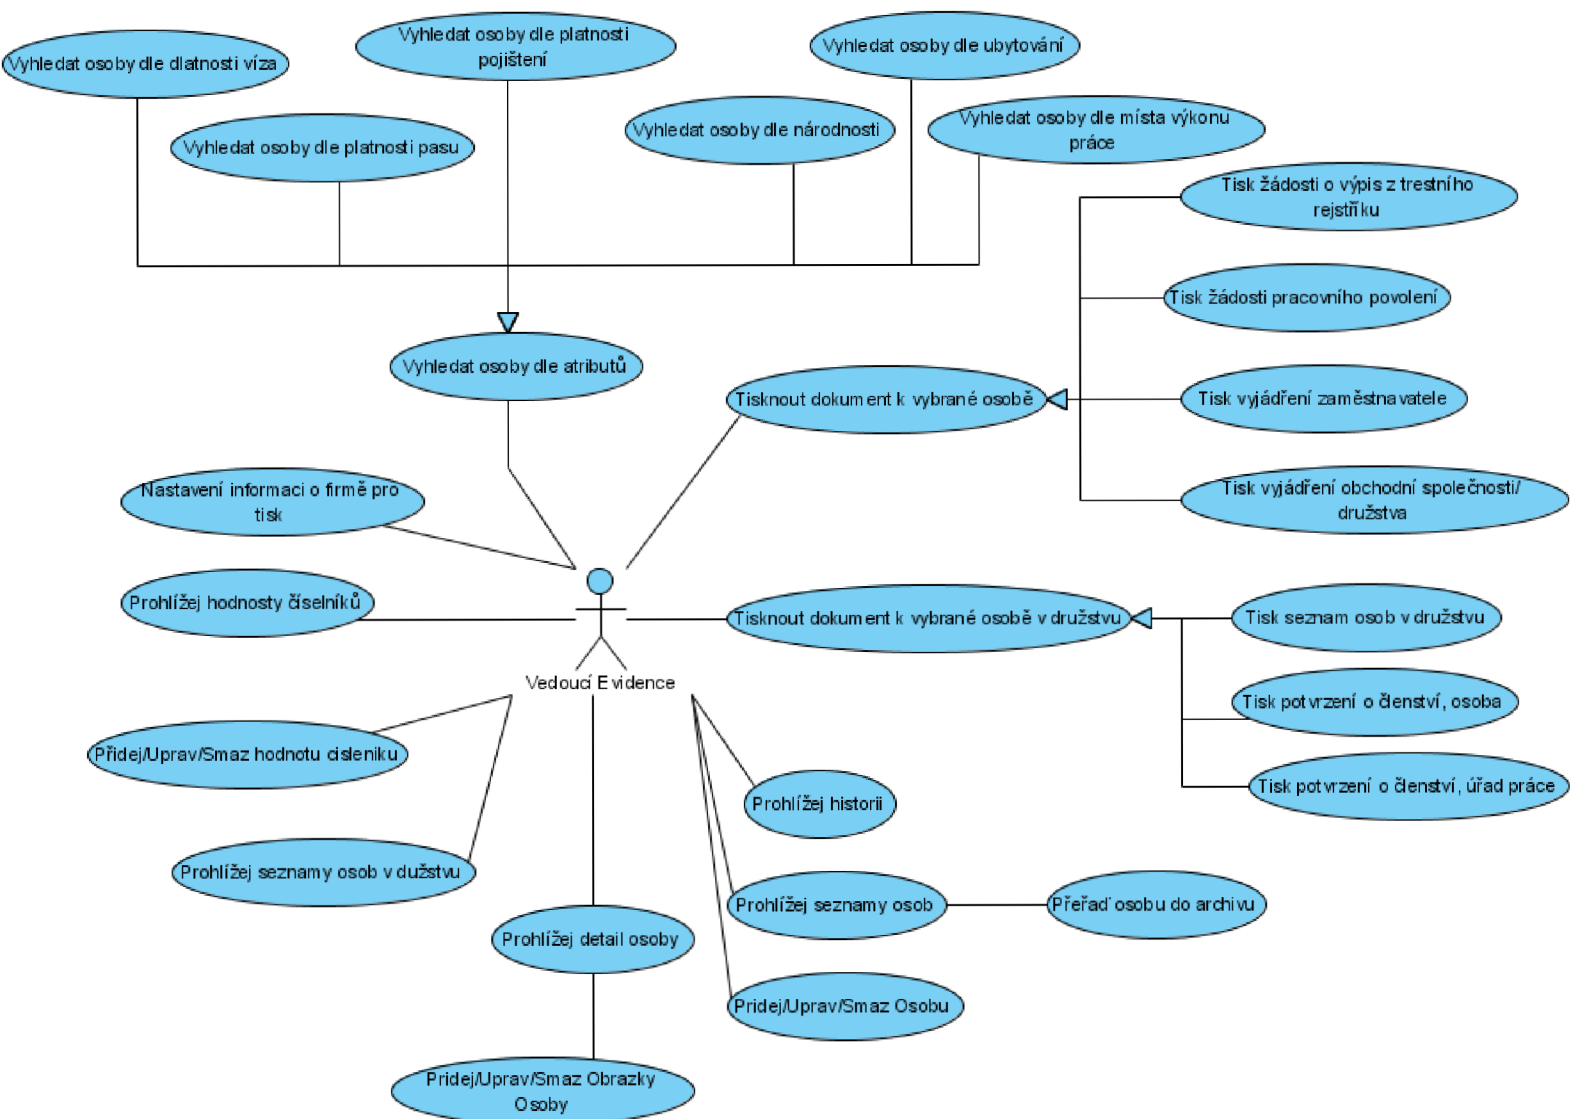 Vyhledat osoby dle dlatnosti víza
Vyhledat osoby dle platnosti
pojištení
Vyhledat osoby dle ubytování
Vyhledat osoby dle platnosti pasu
Vyhledat osoby dle národnosti
Vyhledat osoby dle místa výkonu
práce
Tisk žádosti o výpis z trestního
rejstříku
Tisk žádosti pracovního povolení
Vyhledat osoby dle atributů
Tisknout dokument k vybrané osobě
Tisk vyjádření zaměstnavatele
Nastavení informaci o firmě pro
tisk
Tisk vyjádření obchodní společnosti/
družstva
Prohlížej hodnosty číselníků
Tisknout dokument k vybrané osobě v družstvu
Tisk seznam osob v družstvu
Vedoucí Evidence
Tisk potvrzení o členství, osoba
Přidej/Uprav/Smaz hodnotu cisleniku
Tisk potvrzení o členství, úřad práce
Prohlížej historii
Prohlížej seznamy osob v dužstvu
Prohlížej seznamy osob
Přeřaď osobu do archivu
Prohlížej detail osoby
Pridej/Uprav/Smaz Osobu
Pridej/Uprav/Smaz Obrazky
Osoby